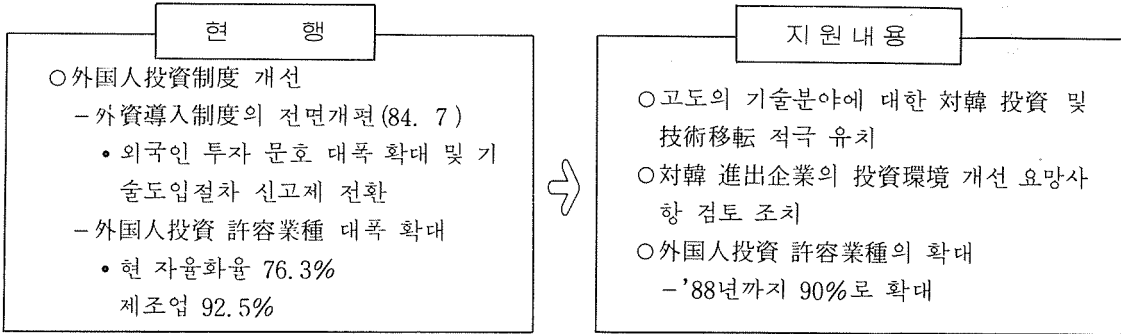 현 행
○外国人投資制度 개선
－外資導入制度의 전면개편(84. 7)
• 외국인 투자 문호 대폭 확대 및 기
술도입절차 신고제 전환
－外国人投資 許容業種 대폭 확대
• 현 자율화율 76.3%
제조업 92.5%
지원내용
○고도의 기술분야에 대한 対韓 投資 및
技術移転 적극 유치
○対韓 進出企業의 投資環境 개선 요망사
항 검토 조치
○外国人投資 許容業種의 확대
－'88년까지 90%로 확대